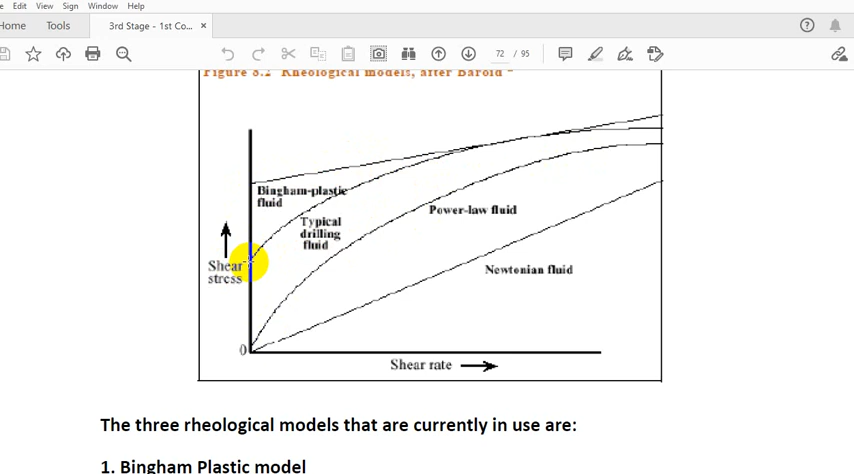 Edit View Sign Window Help
Home Tools 3rd Stage - 1st Co... ×
72 / 95
Figure 8.2 Rheological models, after Baroid
Bingham-plastic
fluid
Typical
drilling
fluid
Power-law fluid
Newtonian fluid
Shear
stress
0
Shear rate
The three rheological models that are currently in use are:
1. Bingham Plastic model